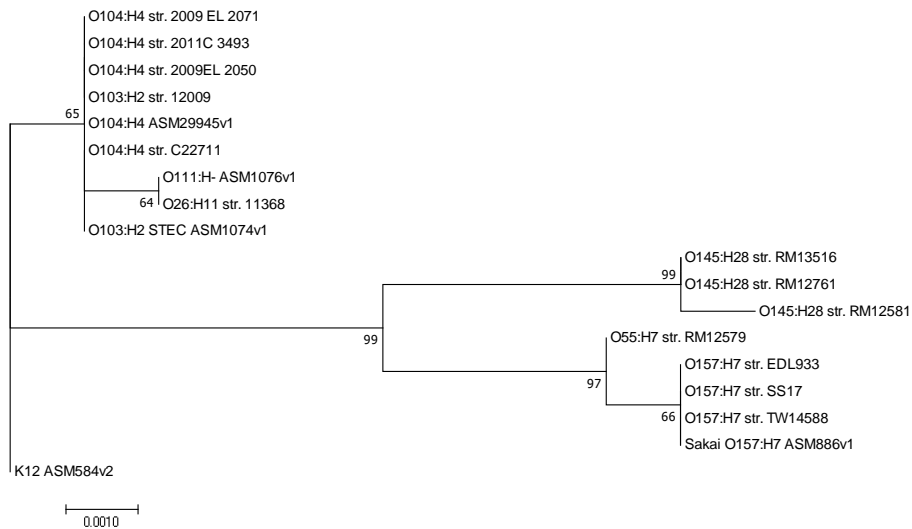 O104:H4 str. 2009 EL 2071
O104:H4 str. 2011C 3493
O104:H4 str. 2009EL 2050
O103:H2 str. 12009
65
O104:H4 ASM29945v1
O104:H4 str. C22711
O111:H- ASM1076v1
64 O26:H11 str. 11368
O103:H2 STEC ASM1074v1
O145:H28 str. RM13516
99
O145:H28 str. RM12761
O145:H28 str. RM12581
99
O55:H7 str. RM12579
O157:H7 str. EDL933
97
O157:H7 str. SS17
66 O157:H7 str. TW14588
Sakai O157:H7 ASM886v1
K12 ASM584v2
0.0010